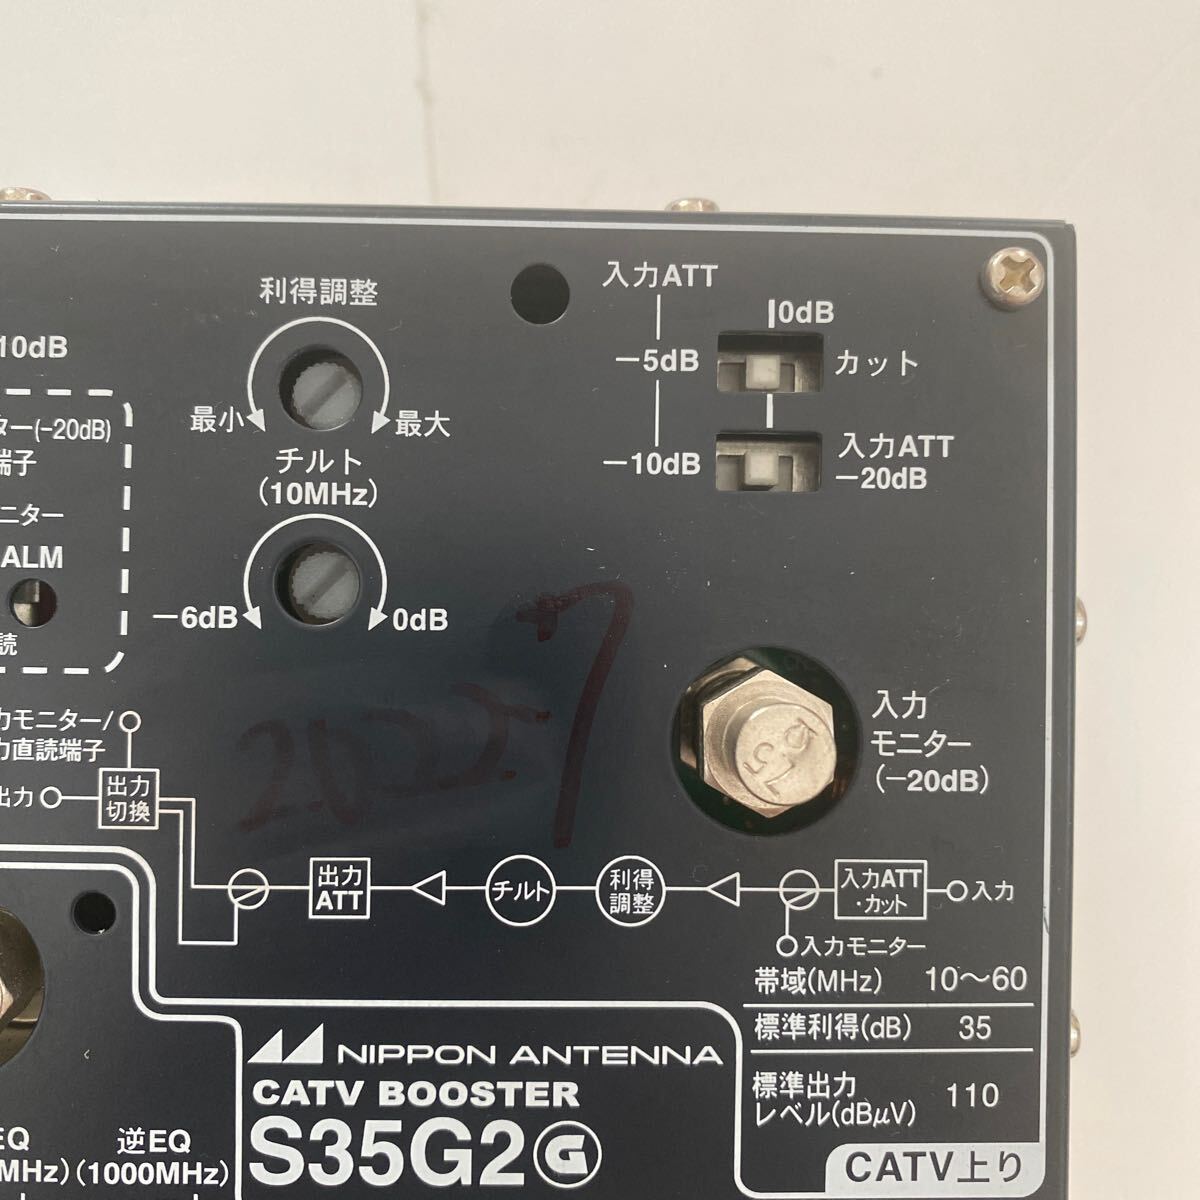 利得調整
最小
最大
チルト
(10MHz)
-6dB
0dB
入力ATT
0dB
-5dB
カット
-10dB
入力ATT
-20dB
10dB
ター(-20dB)
端子
ニター
ALM
読
2022.7
75
入力
モニター
(-20dB)
力モニター/
力直読端子
出力
出力
切換
出力
ATT
チルト
利得
調整
入力ATT
・カット
入力
入力モニター
帯域(MHz) 10～60
標準利得(dB) 35
標準出力
レベル(dBμV) 110
CATV上り
NIPPON ANTENNA
CATV BOOSTER
S35G2 G
EQ
MHz)
逆EQ
(1000MHz)